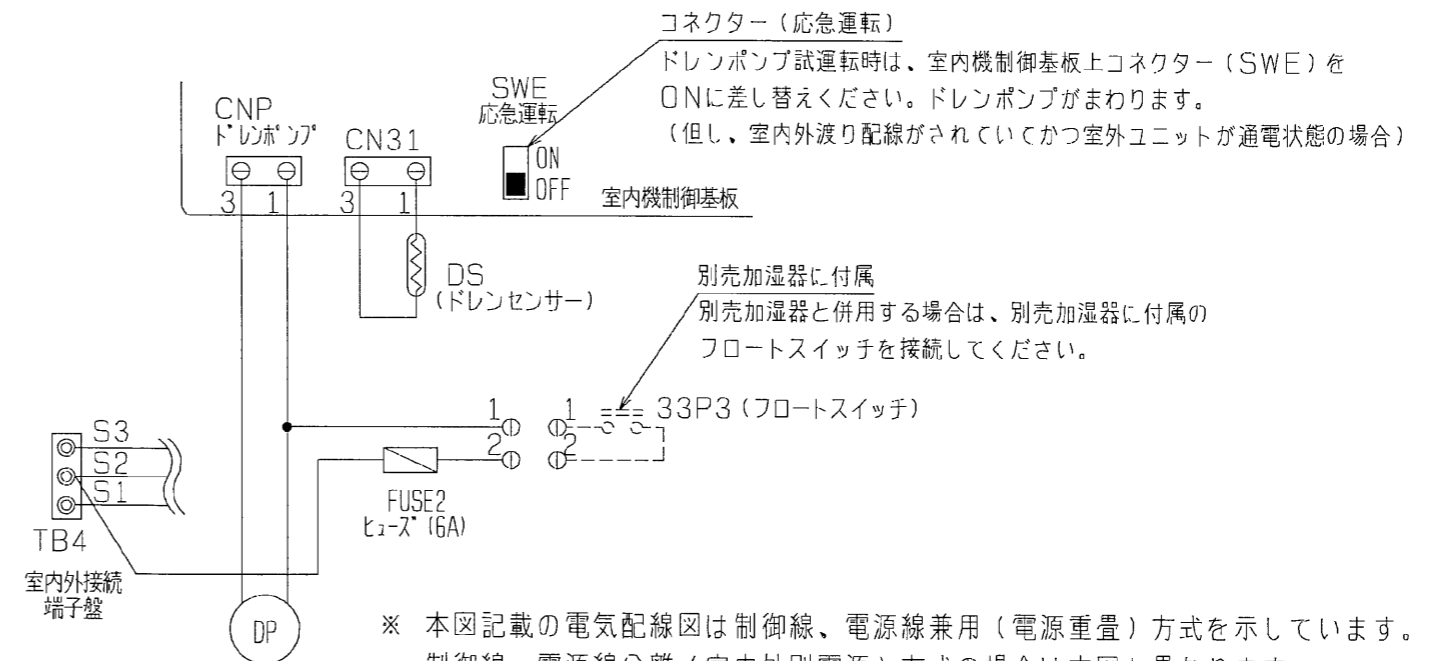 コネクター(応急運転)
ドレンポンプ試運転時は、室内機制御基板上コネクター(SWE)を
ONに差し替えください。ドレンポンプがまわります。
(但し、室内外渡り配線がされていてかつ室外ユニットが通電状態の場合)
CNP
ドレンポンプ
CN31
SWE
応急運転
ON
OFF
3 1 3 1
室内機制御基板
DS
(ドレンセンサー)
別売加湿器に付属
別売加湿器と併用する場合は、別売加湿器に付属の
フロートスイッチを接続してください。
1 1 33P3(フロートスイッチ)
2 2
S3
S2
S1
FUSE2
ヒューズ(6A)
TB4
室内外接続
端子盤
DP
※ 本図記載の電気配線図は制御線、電源線兼用(電源重畳)方式を示しています。